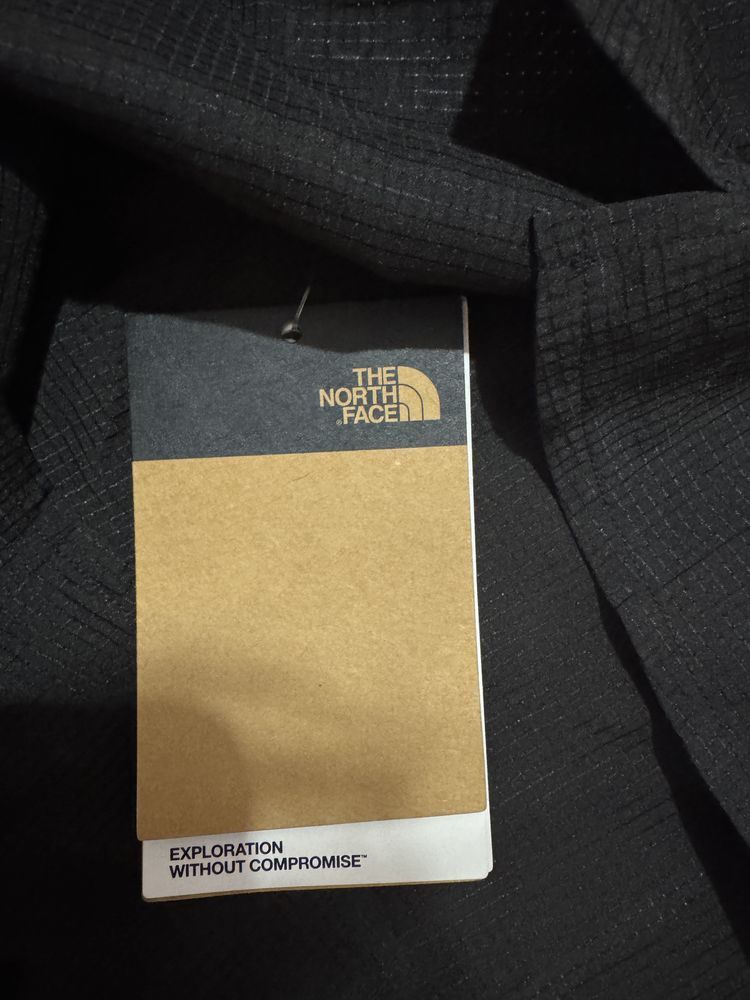 THE
NORTH
FACE®
EXPLORATION
WITHOUT COMPROMISE™